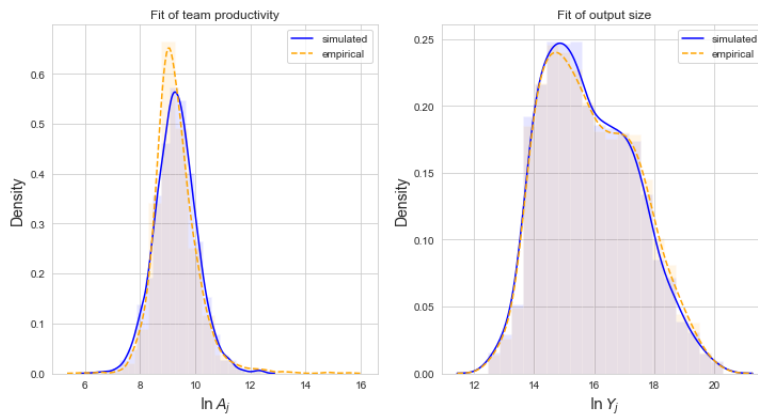 Fit of team productivity
simulated
empirical
0.6
0.5
0.4
0.3
0.2
0.1
0.0
Density
6
8
10
12
14
16
ln A_j
Fit of output size
simulated
empirical
0.25
0.20
0.15
0.10
0.05
0.00
Density
12
14
16
18
20
ln Y_j